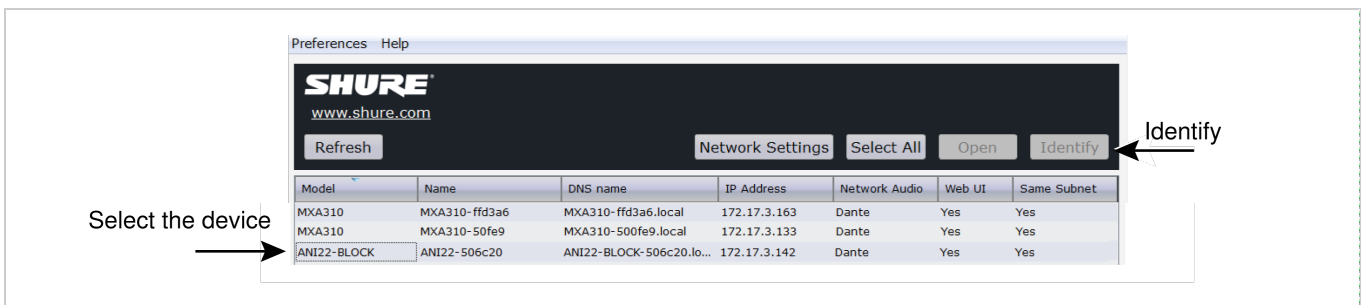 Preferences Help
SHURE
www.shure.com
Refresh Network Settings Select All Open Identify
Identify
Model Name DNS name IP Address Network Audio Web UI Same Subnet
MXA310 MXA310-ffd3a6 MXA310-ffd3a6.local 172.17.3.163 Dante Yes Yes
Select the device
MXA310 MXA310-50fe9 MXA310-500fe9.local 172.17.3.133 Dante Yes Yes
ANI22-BLOCK ANI22-506c20 ANI22-BLOCK-506c20.lo... 172.17.3.142 Dante Yes Yes